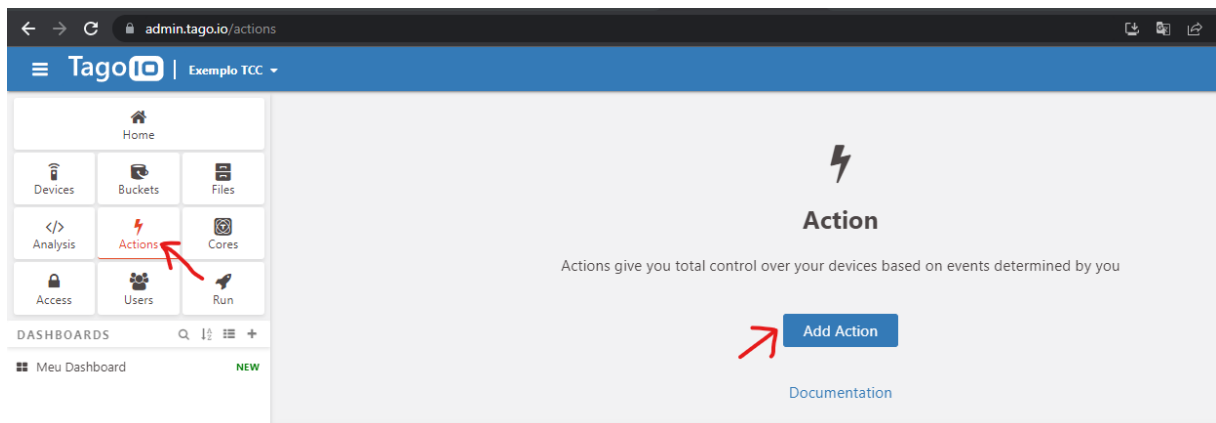 admin.tago.io/actions
Tago IO | Exemplo TCC
Home
Devices Buckets Files
</> Analysis Actions Cores
Access Users Run
DASHBOARDS
Meu Dashboard NEW
Action
Actions give you total control over your devices based on events determined by you
Add Action
Documentation